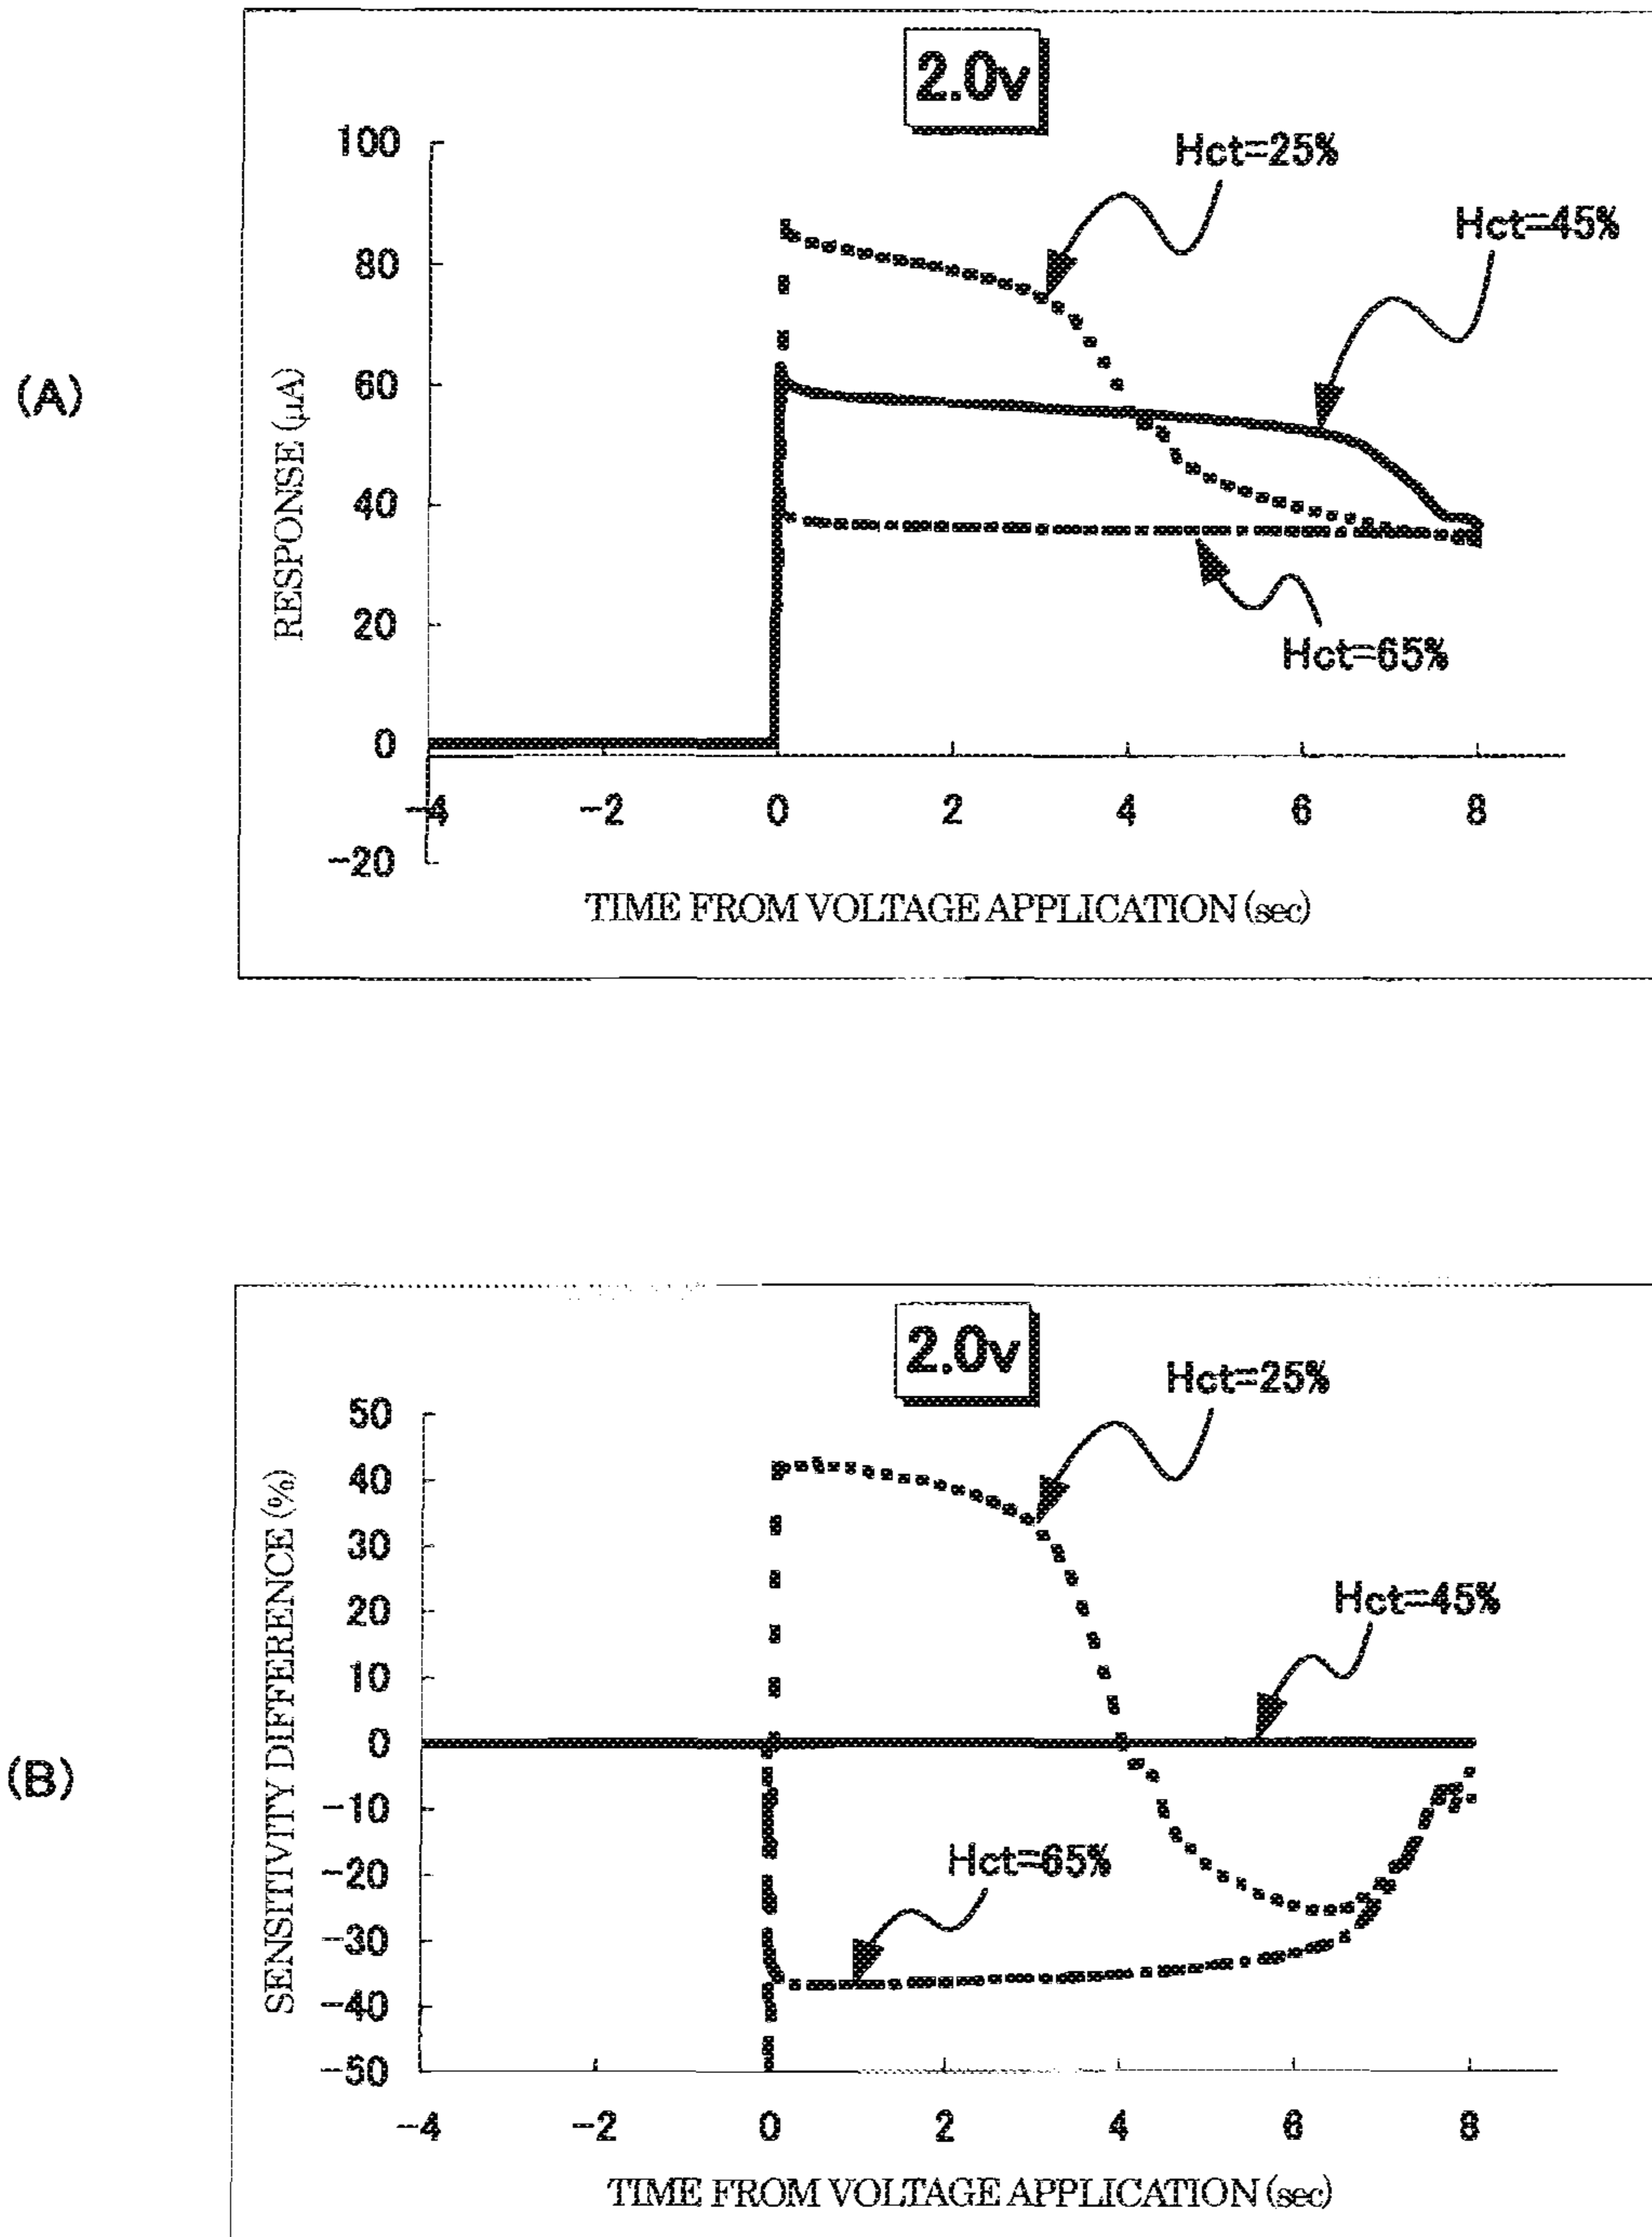 (A)
2.0v
Hct=25%
Hct=45%
Hct=65%
RESPONSE (μA)
100
80
60
40
20
0
-20
-4
-2
0
2
4
6
8
TIME FROM VOLTAGE APPLICATION (sec)
(B)
2.0v
Hct=25%
Hct=45%
Hct=65%
SENSITIVITY DIFFERENCE (%)
50
40
30
20
10
0
-10
-20
-30
-40
-50
-4
-2
0
2
4
6
8
TIME FROM VOLTAGE APPLICATION (sec)